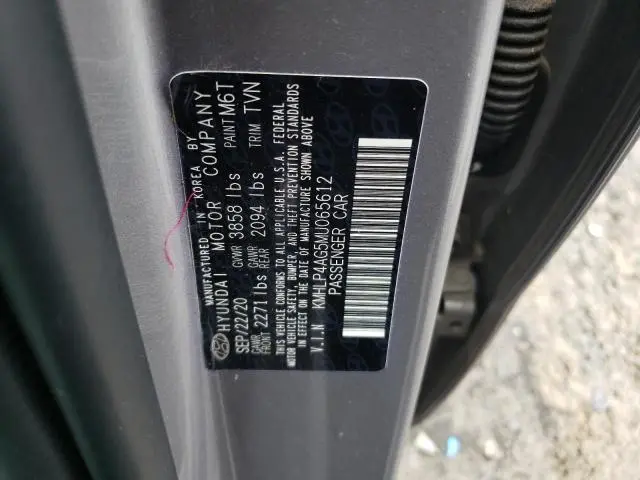 MANUFACTURED IN KOREA BY
HYUNDAI MOTOR COMPANY
SEP/22/20 GVWR 3858 lbs PAINT M6T
GAWR FRONT 2271 lbs GAWR REAR 2094 lbs TRIM TVN
THIS VEHICLE CONFORMS TO ALL APPLICABLE U.S.A. FEDERAL
MOTOR VEHICLE SAFETY, BUMPER, AND THEFT PREVENTION STANDARDS
IN EFFECT ON THE DATE OF MANUFACTURE SHOWN ABOVE.
V.I.N KMHLP4AG5MU065612
PASSENGER CAR